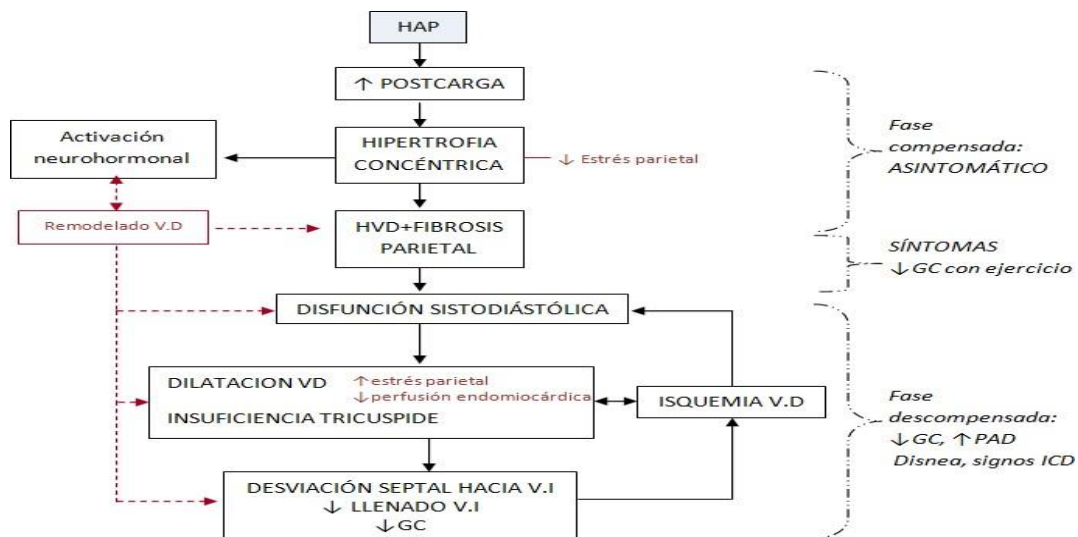 HAP
↑ POSTCARGA
Activación
neurohormonal
HIPERTROFIA
CONCÉNTRICA
↓ Estrés parietal
Fase
compensada:
ASINTOMÁTICO
Remodelado V.D
HVD+FIBROSIS
PARIETAL
SÍNTOMAS
↓ GC con ejercicio
DISFUNCIÓN SISTODIÁSTÓLICA
DILATACION VD
↑ estrés parietal
↓ perfusión endomiocárdica
INSUFICIENCIA TRICUSPIDE
ISQUEMIA V.D
Fase
descompensada:
↓ GC, ↑ PAD
Disnea, signos ICD
DESVIACIÓN SEPTAL HACIA V.I
↓ LLENADO V.I
↓ GC